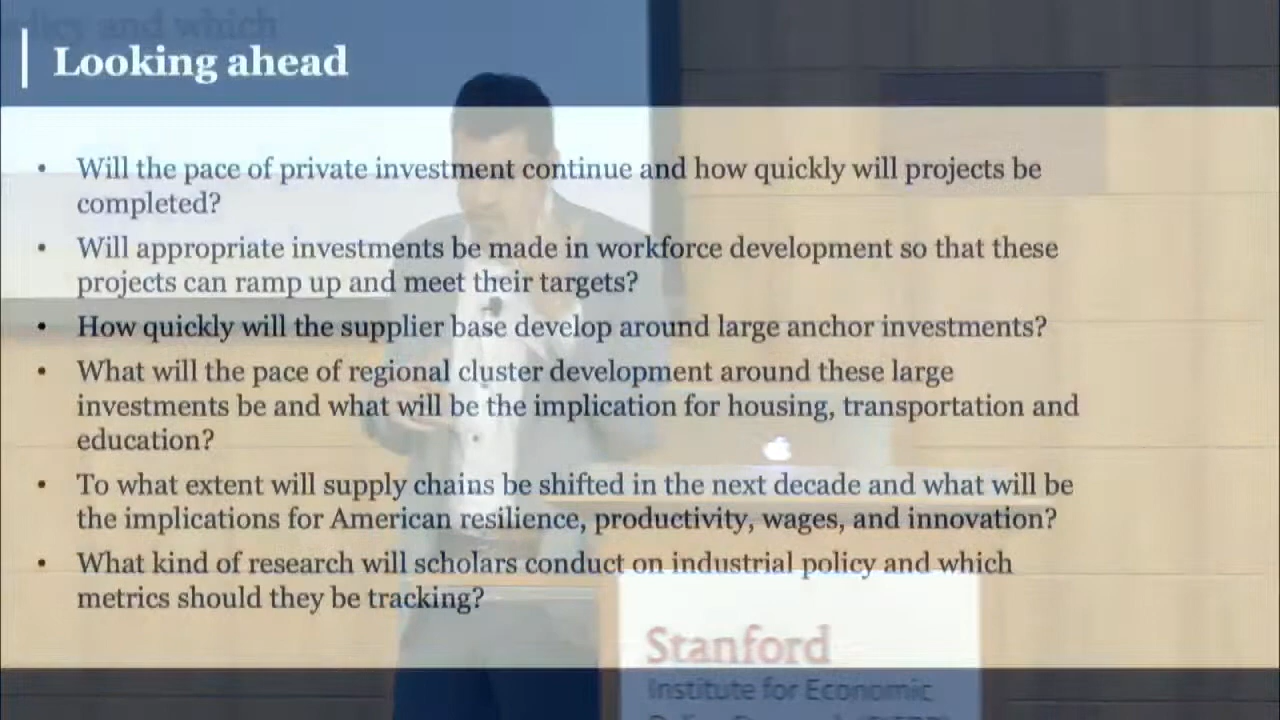 olicy and which
Looking ahead
• Will the pace of private investment continue and how quickly will projects be
completed?
• Will appropriate investments be made in workforce development so that these
projects can ramp up and meet their targets?
• How quickly will the supplier base develop around large anchor investments?
• What will the pace of regional cluster development around these large
investments be and what will be the implication for housing, transportation and
education?
• To what extent will supply chains be shifted in the next decade and what will be
the implications for American resilience, productivity, wages, and innovation?
• What kind of research will scholars conduct on industrial policy and which
metrics should they be tracking?
Stanford
Institute for Economic